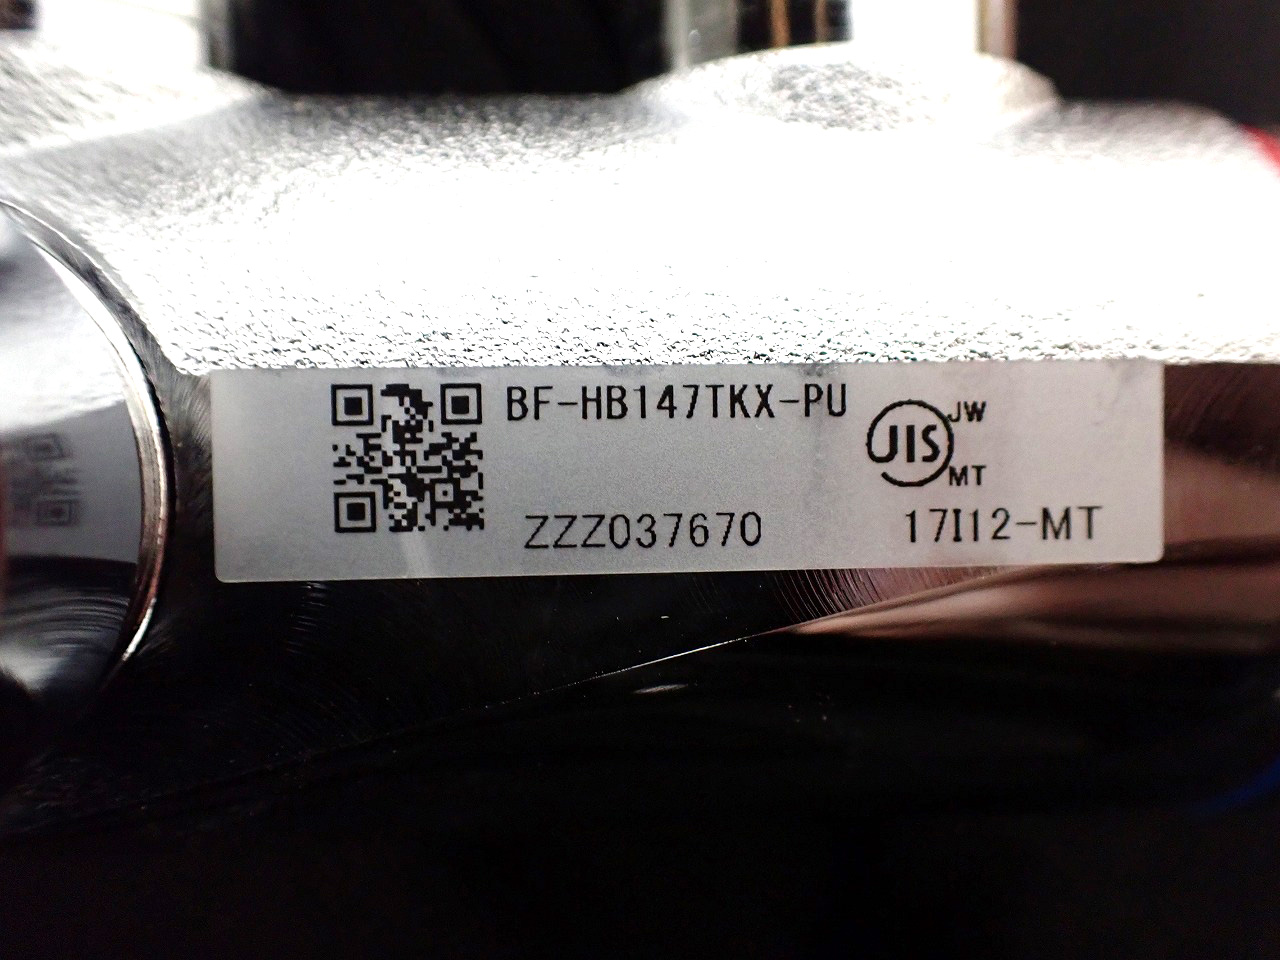 BF-HB147TKX-PU
JIS
JW
MT
ZZZ037670
17I12-MT